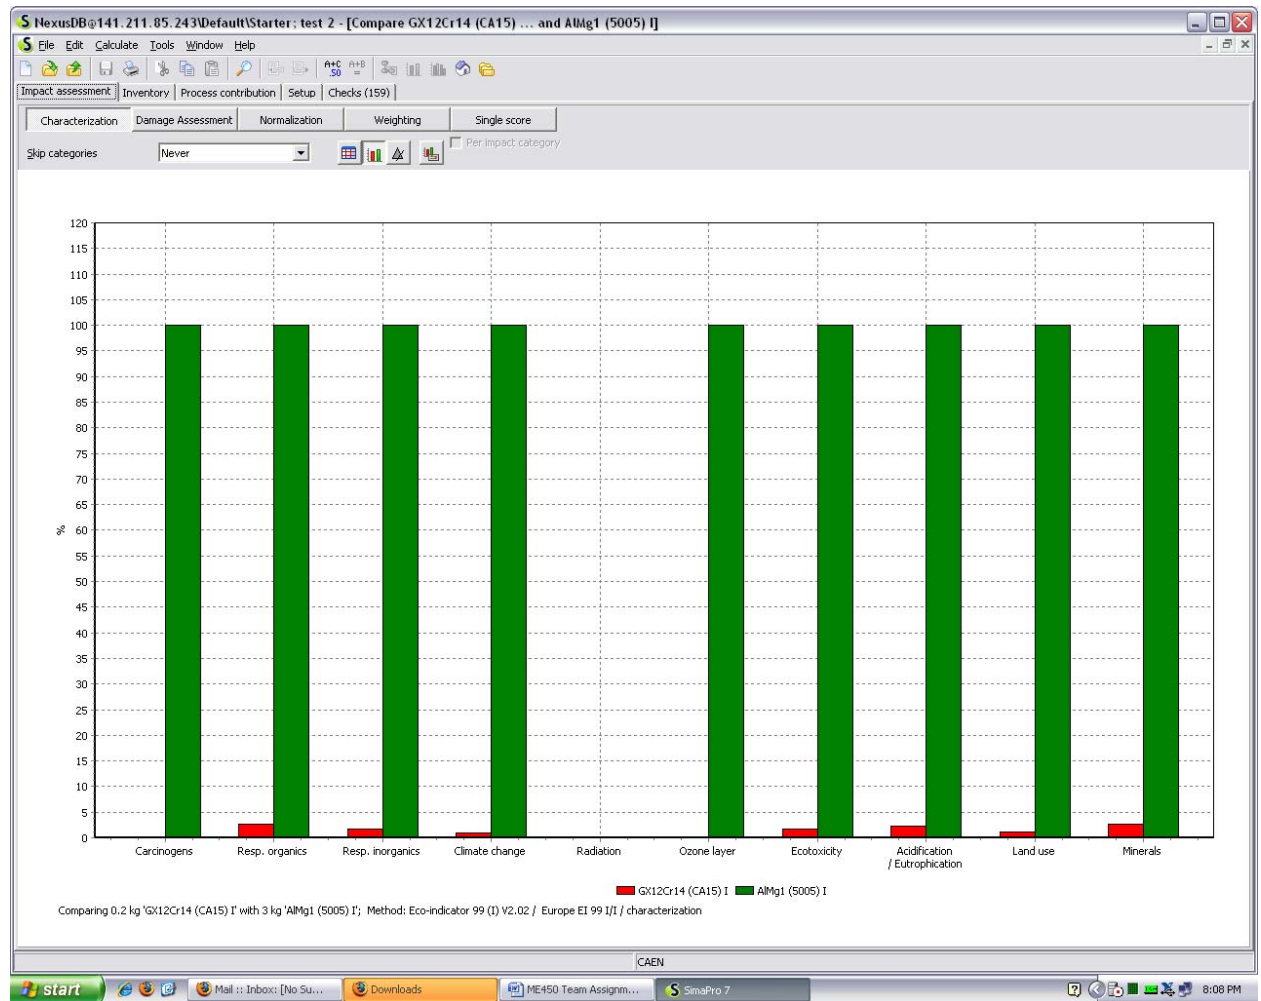 NexusDB@141.211.85.243\Default\Starter; test 2 - [Compare GX12Cr14 (CA15) ... and AlMg1 (5005) I]
File Edit Calculate Tools Window Help
A+C .50 A+B =
Impact assessment Inventory Process contribution Setup Checks (159)
Characterization Damage Assessment Normalization Weighting Single score
Skip categories Never Per impact category
120
115
110
105
100
95
90
85
80
75
70
65
% 60
55
50
45
40
35
30
25
20
15
10
5
0
Carcinogens Resp. organics Resp. inorganics Climate change Radiation Ozone layer Ecotoxicity Acidification / Eutrophication Land use Minerals
GX12Cr14 (CA15) I AlMg1 (5005) I
Comparing 0.2 kg 'GX12Cr14 (CA15) I' with 3 kg 'AlMg1 (5005) I'; Method: Eco-indicator 99 (I) V2.02 / Europe EI 99 I/I / characterization
CAEN
start Mail :: Inbox: [No Su... Downloads ME450 Team Assignm... SimaPro 7 8:08 PM